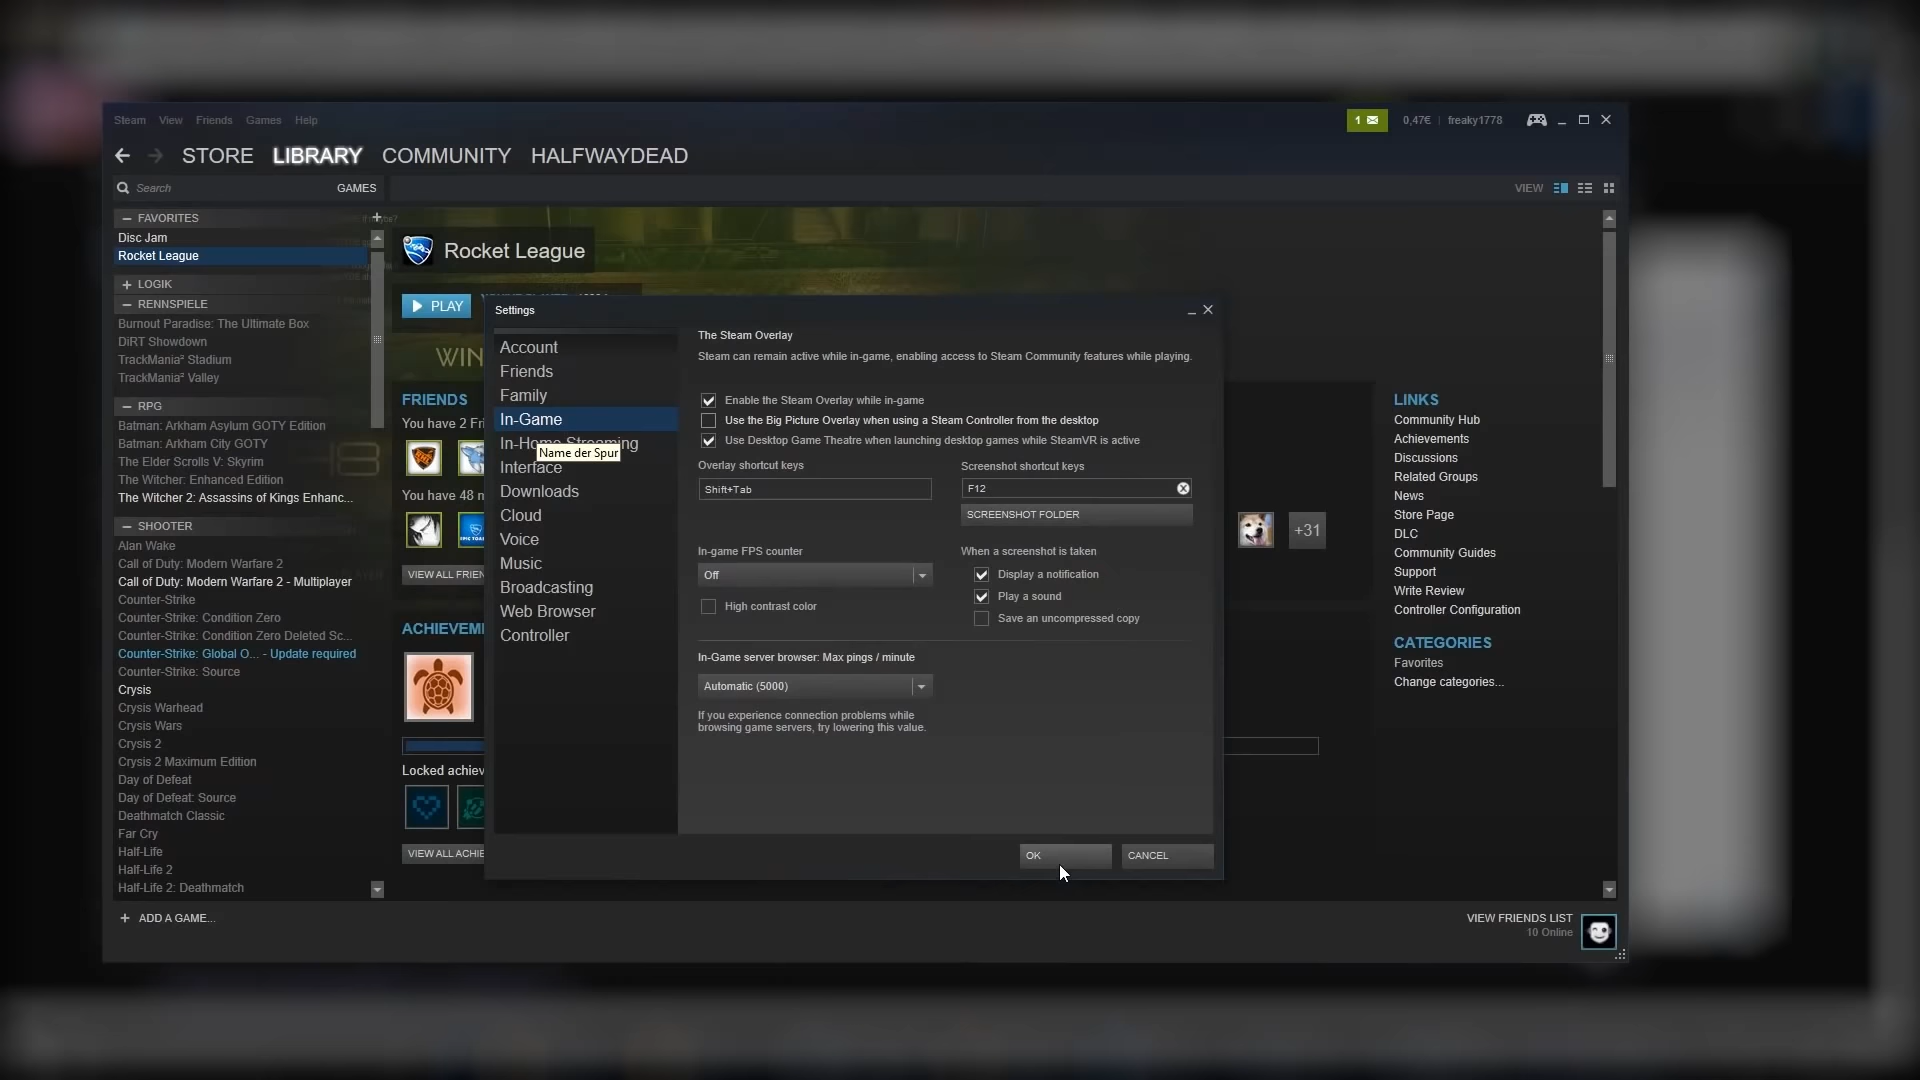 Steam View Friends Games Help
1 0,47€ freaky1778
STORE LIBRARY COMMUNITY HALFWAYDEAD
Search GAMES
VIEW
FAVORITES
Disc Jam
Rocket League
LOGIK
RENNSPIELE
Burnout Paradise: The Ultimate Box
DiRT Showdown
TrackMania² Stadium
TrackMania² Valley
RPG
Batman: Arkham Asylum GOTY Edition
Batman: Arkham City GOTY
The Elder Scrolls V: Skyrim
The Witcher: Enhanced Edition
The Witcher 2: Assassins of Kings Enhanc...
SHOOTER
Alan Wake
Call of Duty: Modern Warfare 2
Call of Duty: Modern Warfare 2 - Multiplayer
Counter-Strike
Counter-Strike: Condition Zero
Counter-Strike: Condition Zero Deleted Sc...
Counter-Strike: Global O... - Update required
Counter-Strike: Source
Crysis
Crysis Warhead
Crysis Wars
Crysis 2
Crysis 2 Maximum Edition
Day of Defeat
Day of Defeat: Source
Deathmatch Classic
Far Cry
Half-Life
Half-Life 2
Half-Life 2: Deathmatch
ADD A GAME...
Rocket League
PLAY
WIN
FRIENDS
You have 2 Fri
You have 48 n
VIEW ALL FRIEN
ACHIEVEM
Locked achiev
VIEW ALL ACHIE
Settings
Account
Friends
Family
In-Game
In-Home Streaming
Name der Spur
Interface
Downloads
Cloud
Voice
Music
Broadcasting
Web Browser
Controller
The Steam Overlay
Steam can remain active while in-game, enabling access to Steam Community features while playing.
Enable the Steam Overlay while in-game
Use the Big Picture Overlay when using a Steam Controller from the desktop
Use Desktop Game Theatre when launching desktop games while SteamVR is active
Overlay shortcut keys
Shift+Tab
Screenshot shortcut keys
F12
SCREENSHOT FOLDER
In-game FPS counter
Off
High contrast color
When a screenshot is taken
Display a notification
Play a sound
Save an uncompressed copy
In-Game server browser: Max pings / minute
Automatic (5000)
If you experience connection problems while
browsing game servers, try lowering this value.
OK CANCEL
+31
LINKS
Community Hub
Achievements
Discussions
Related Groups
News
Store Page
DLC
Community Guides
Support
Write Review
Controller Configuration
CATEGORIES
Favorites
Change categories...
VIEW FRIENDS LIST
10 Online